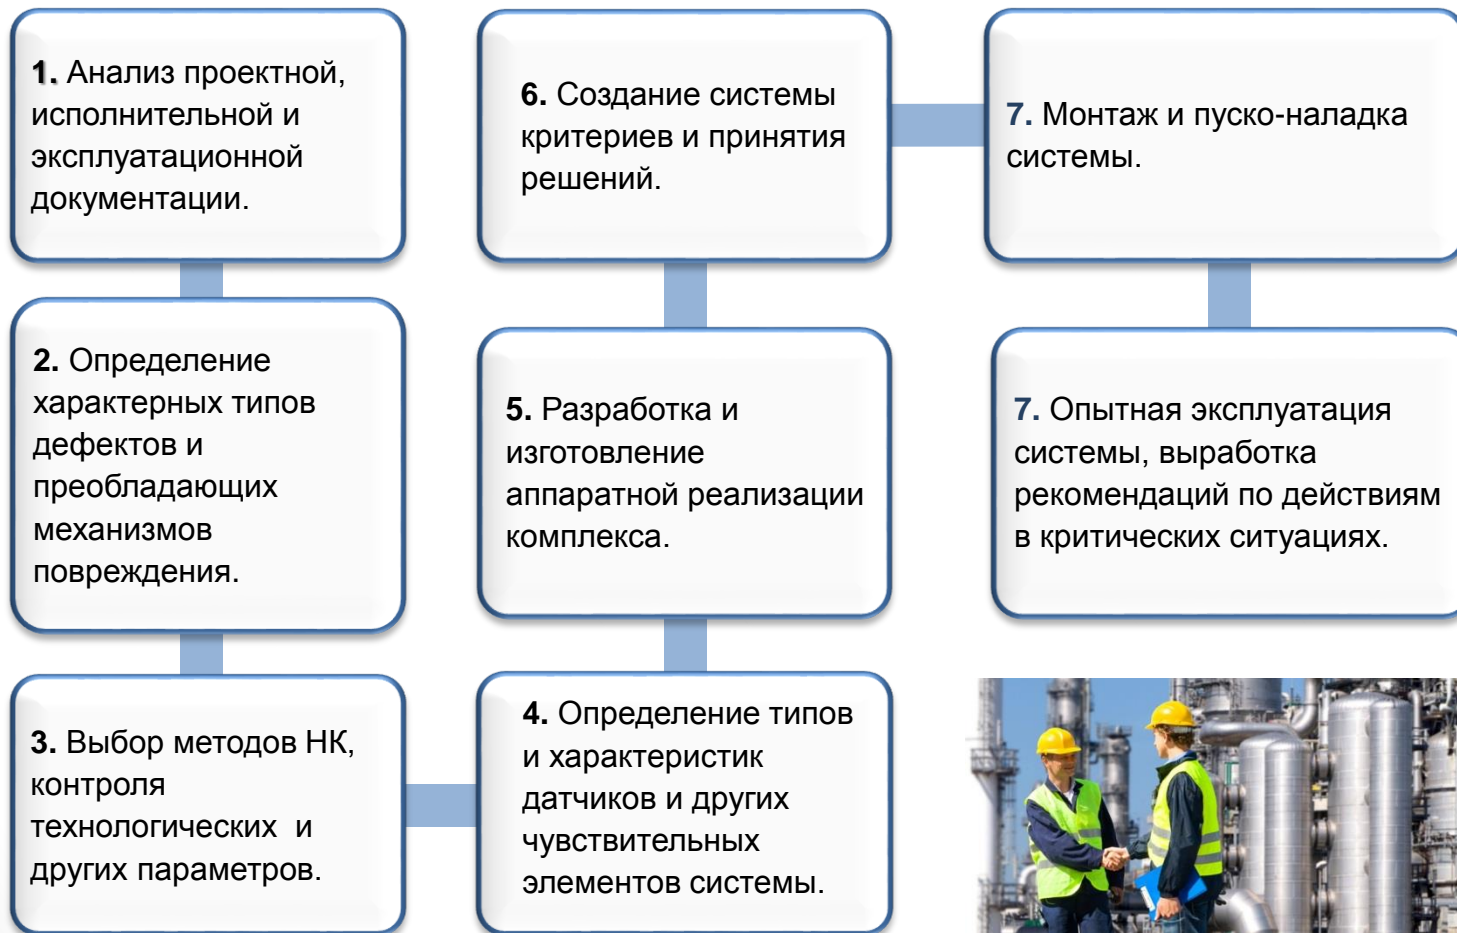 1. Анализ проектной,
исполнительной и
эксплуатационной
документации.
2. Определение
характерных типов
дефектов и
преобладающих
механизмов
повреждения.
3. Выбор методов НК,
контроля
технологических и
других параметров.
4. Определение типов
и характеристик
датчиков и других
чувствительных
элементов системы.
5. Разработка и
изготовление
аппаратной реализации
комплекса.
6. Создание системы
критериев и принятия
решений.
7. Монтаж и пуско-наладка
системы.
7. Опытная эксплуатация
системы, выработка
рекомендаций по действиям
в критических ситуациях.